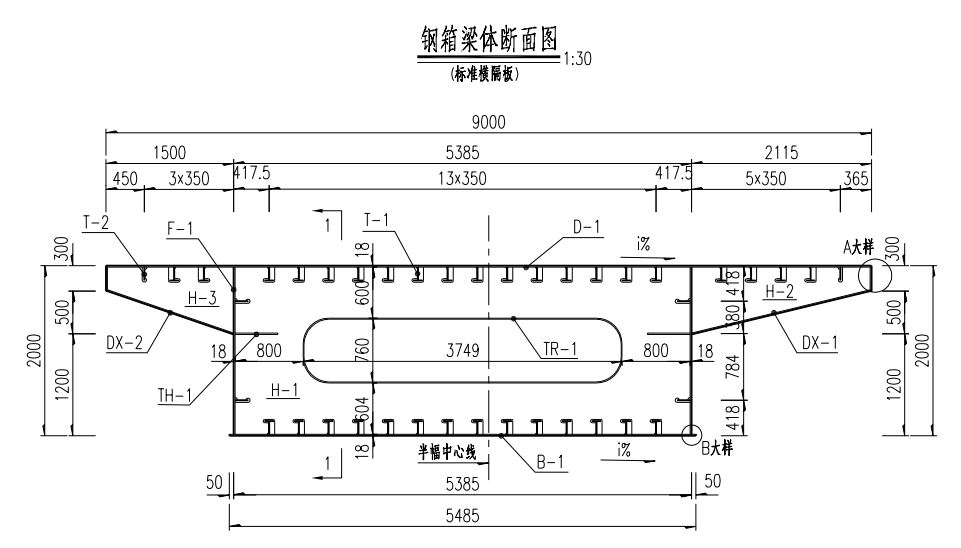 钢箱梁体断面图
1:30
(标准横隔板)
9000
1500 5385 2115
450 3x350 417.5 13x350 417.5 5x350 365
T-2 F-1 1 T-1 D-1 i% A大样
300 18 300
H-3 600 418 H-2
500 380 500
DX-2 DX-1
2000 18 800 760 3749 TR-1 800 18 784 2000
TH-1 H-1
1200 604 418 1200
18 半幅中心线 B大样
1 B-1 i%
50 5385 50
5485